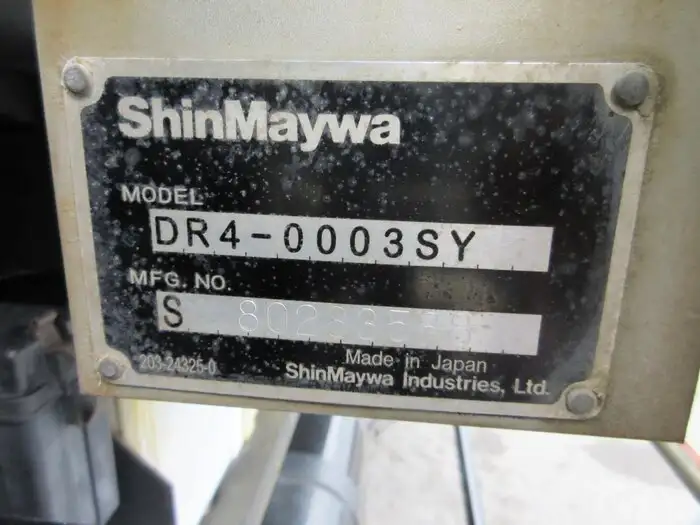 ShinMaywa
MODEL
DR4-0003SY
MFG. NO.
S
203-24325-0
Made in Japan
ShinMaywa Industries, Ltd.